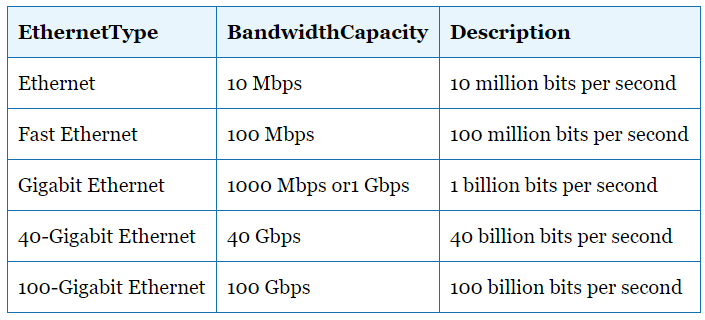 EthernetType BandwidthCapacity Description
Ethernet 10 Mbps 10 million bits per second
Fast Ethernet 100 Mbps 100 million bits per second
Gigabit Ethernet 1000 Mbps or1 Gbps 1 billion bits per second
40-Gigabit Ethernet 40 Gbps 40 billion bits per second
100-Gigabit Ethernet 100 Gbps 100 billion bits per second